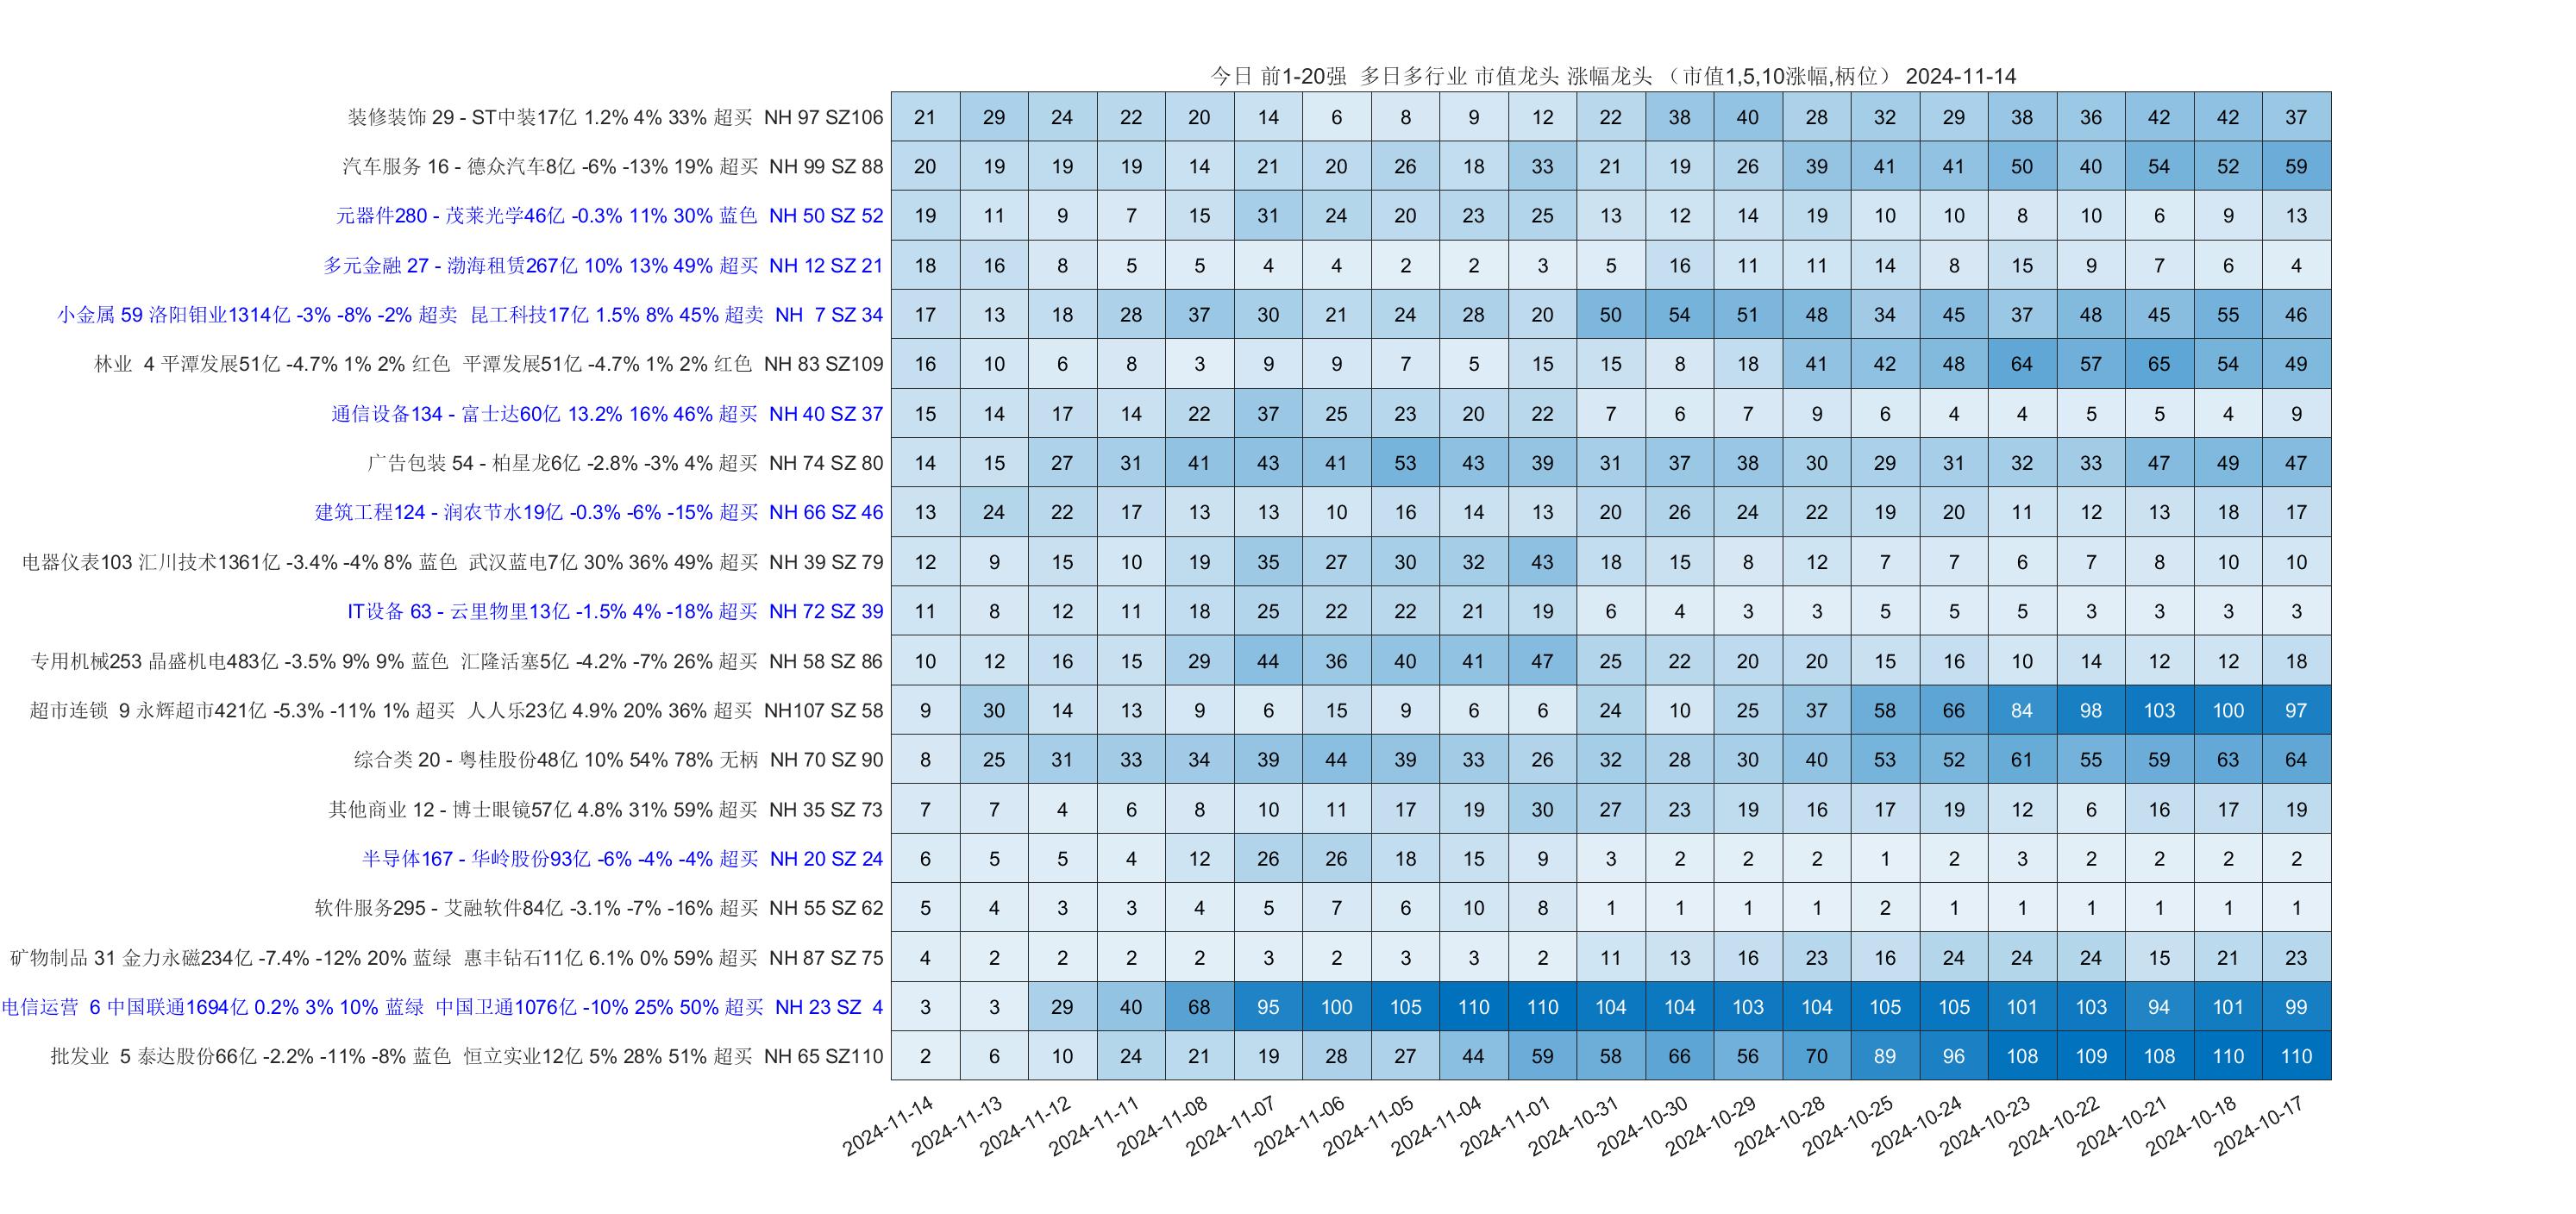 今日 前1-20强 多日多行业 市值龙头 涨幅龙头 （市值1,5,10涨幅,柄位） 2024-11-14
装修装饰 29 - ST中装17亿 1.2% 4% 33% 超买 NH 97 SZ106 21 29 24 22 20 14 6 8 9 12 22 38 40 28 32 29 38 36 42 42 37
汽车服务 16 - 德众汽车8亿 -6% -13% 19% 超买 NH 99 SZ 88 20 19 19 19 14 21 20 26 18 33 21 19 26 39 41 41 50 40 54 52 59
元器件280 - 茂莱光学46亿 -0.3% 11% 30% 蓝色 NH 50 SZ 52 19 11 9 7 15 31 24 20 23 25 13 12 14 19 10 10 8 10 6 9 13
多元金融 27 - 渤海租赁267亿 10% 13% 49% 超买 NH 12 SZ 21 18 16 8 5 5 4 4 2 2 3 5 16 11 11 14 8 15 9 7 6 4
小金属 59 洛阳钼业1314亿 -3% -8% -2% 超卖 昆工科技17亿 1.5% 8% 45% 超卖 NH 7 SZ 34 17 13 18 28 37 30 21 24 28 20 50 54 51 48 34 45 37 48 45 55 46
林业 4 平潭发展51亿 -4.7% 1% 2% 红色 平潭发展51亿 -4.7% 1% 2% 红色 NH 83 SZ109 16 10 6 8 3 9 9 7 5 15 15 8 18 41 42 48 64 57 65 54 49
通信设备134 - 富士达60亿 13.2% 16% 46% 超买 NH 40 SZ 37 15 14 17 14 22 37 25 23 20 22 7 6 7 9 6 4 4 5 5 4 9
广告包装 54 - 柏星龙6亿 -2.8% -3% 4% 超买 NH 74 SZ 80 14 15 27 31 41 43 41 53 43 39 31 37 38 30 29 31 32 33 47 49 47
建筑工程124 - 润农节水19亿 -0.3% -6% -15% 超买 NH 66 SZ 46 13 24 22 17 13 13 10 16 14 13 20 26 24 22 19 20 11 12 13 18 17
电器仪表103 汇川技术1361亿 -3.4% -4% 8% 蓝色 武汉蓝电7亿 30% 36% 49% 超买 NH 39 SZ 79 12 9 15 10 19 35 27 30 32 43 18 15 8 12 7 7 6 7 8 10 10
IT设备 63 - 云里物里13亿 -1.5% 4% -18% 超买 NH 72 SZ 39 11 8 12 11 18 25 22 22 21 19 6 4 3 3 5 5 5 3 3 3 3
专用机械253 晶盛机电483亿 -3.5% 9% 9% 蓝色 汇隆活塞5亿 -4.2% -7% 26% 超买 NH 58 SZ 86 10 12 16 15 29 44 36 40 41 47 25 22 20 20 15 16 10 14 12 12 18
超市连锁 9 永辉超市421亿 -5.3% -11% 1% 超买 人人乐23亿 4.9% 20% 36% 超买 NH107 SZ 58 9 30 14 13 9 6 15 9 6 6 24 10 25 37 58 66 84 98 103 100 97
综合类 20 - 粤桂股份48亿 10% 54% 78% 无柄 NH 70 SZ 90 8 25 31 33 34 39 44 39 33 26 32 28 30 40 53 52 61 55 59 63 64
其他商业 12 - 博士眼镜57亿 4.8% 31% 59% 超买 NH 35 SZ 73 7 7 4 6 8 10 11 17 19 30 27 23 19 16 17 19 12 6 16 17 19
半导体167 - 华岭股份93亿 -6% -4% -4% 超买 NH 20 SZ 24 6 5 5 4 12 26 26 18 15 9 3 2 2 2 1 2 3 2 2 2 2
软件服务295 - 艾融软件84亿 -3.1% -7% -16% 超买 NH 55 SZ 62 5 4 3 3 4 5 7 6 10 8 1 1 1 1 2 1 1 1 1 1 1
矿物制品 31 金力永磁234亿 -7.4% -12% 20% 蓝绿 惠丰钻石11亿 6.1% 0% 59% 超买 NH 87 SZ 75 4 2 2 2 2 3 2 3 3 2 11 13 16 23 16 24 24 24 15 21 23
电信运营 6 中国联通1694亿 0.2% 3% 10% 蓝绿 中国卫通1076亿 -10% 25% 50% 超买 NH 23 SZ 4 3 3 29 40 68 95 100 105 110 110 104 104 103 104 105 105 101 103 94 101 99
批发业 5 泰达股份66亿 -2.2% -11% -8% 蓝色 恒立实业12亿 5% 28% 51% 超买 NH 65 SZ110 2 6 10 24 21 19 28 27 44 59 58 66 56 70 89 96 108 109 108 110 110
2024-11-14 2024-11-13 2024-11-12 2024-11-11 2024-11-08 2024-11-07 2024-11-06 2024-11-05 2024-11-04 2024-11-01 2024-10-31 2024-10-30 2024-10-29 2024-10-28 2024-10-25 2024-10-24 2024-10-23 2024-10-22 2024-10-21 2024-10-18 2024-10-17